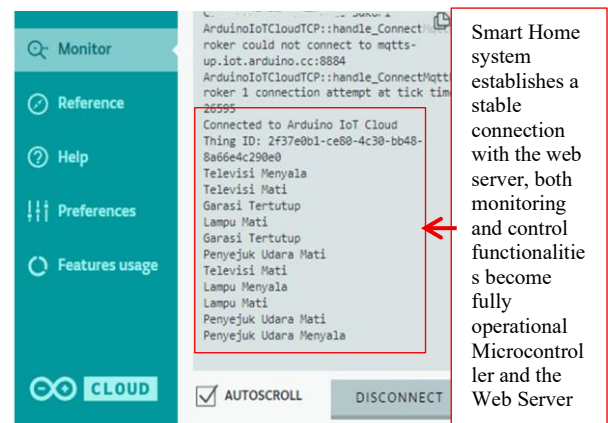 Monitor
Reference
Help
Preferences
Features usage
CLOUD
ArduinoIoTCloudTCP::handle_Connect
roker could not connect to mqtts-
up.iot.arduino.cc:8884
ArduinoIoTCloudTCP::handle_ConnectMqtt
roker 1 connection attempt at tick time
26595
Connected to Arduino IoT Cloud
Thing ID: 2f37e0b1-ce80-4c30-bb48-
8a66e4c290e0
Televisi Menyala
Televisi Mati
Garasi Tertutup
Lampu Mati
Garasi Tertutup
Penyejuk Udara Mati
Televisi Mati
Lampu Menyala
Lampu Mati
Penyejuk Udara Mati
Penyejuk Udara Menyala
AUTOSCROLL
DISCONNECT
Smart Home
system
establishes a
stable
connection
with the web
server, both
monitoring
and control
functionalitie
s become
fully
operational
Microcontrol
ler and the
Web Server